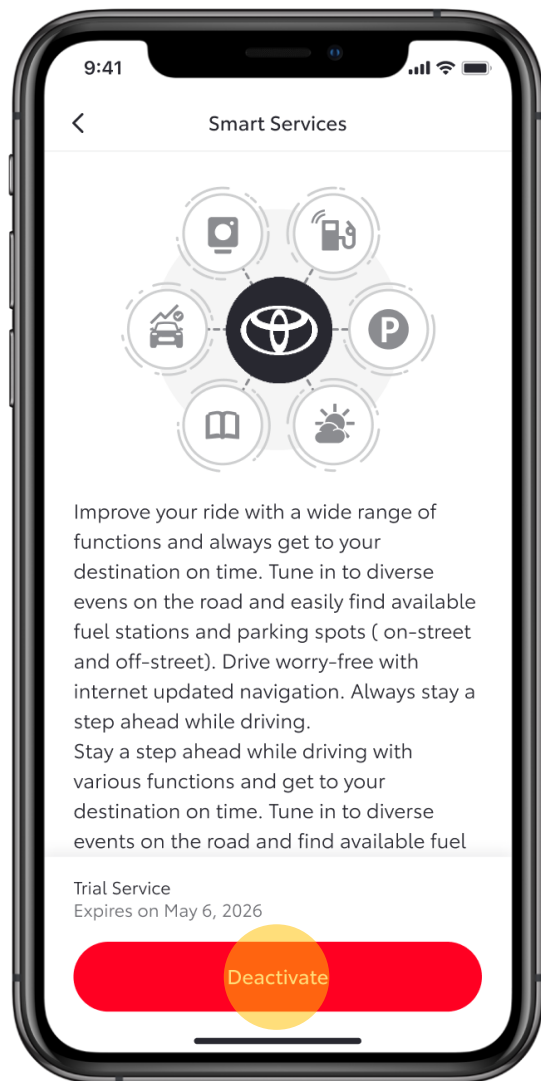 9:41
Smart Services
P
Improve your ride with a wide range of
functions and always get to your
destination on time. Tune in to diverse
evens on the road and easily find available
fuel stations and parking spots ( on-street
and off-street). Drive worry-free with
internet updated navigation. Always stay a
step ahead while driving.
Stay a step ahead while driving with
various functions and get to your
destination on time. Tune in to diverse
events on the road and find available fuel
Trial Service
Expires on May 6, 2026
Deactivate